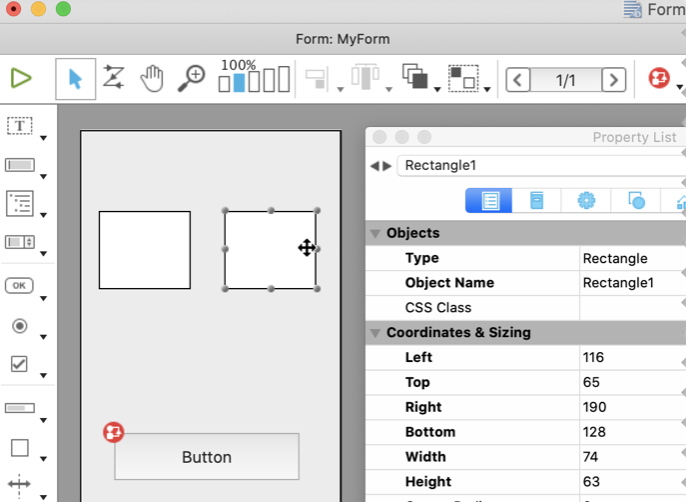 Form
Form: MyForm
100%
1/1
T
OK
Property List
Rectangle1
Objects
Type Rectangle
Object Name Rectangle1
CSS Class
Coordinates & Sizing
Left 116
Top 65
Right 190
Bottom 128
Width 74
Height 63
Button